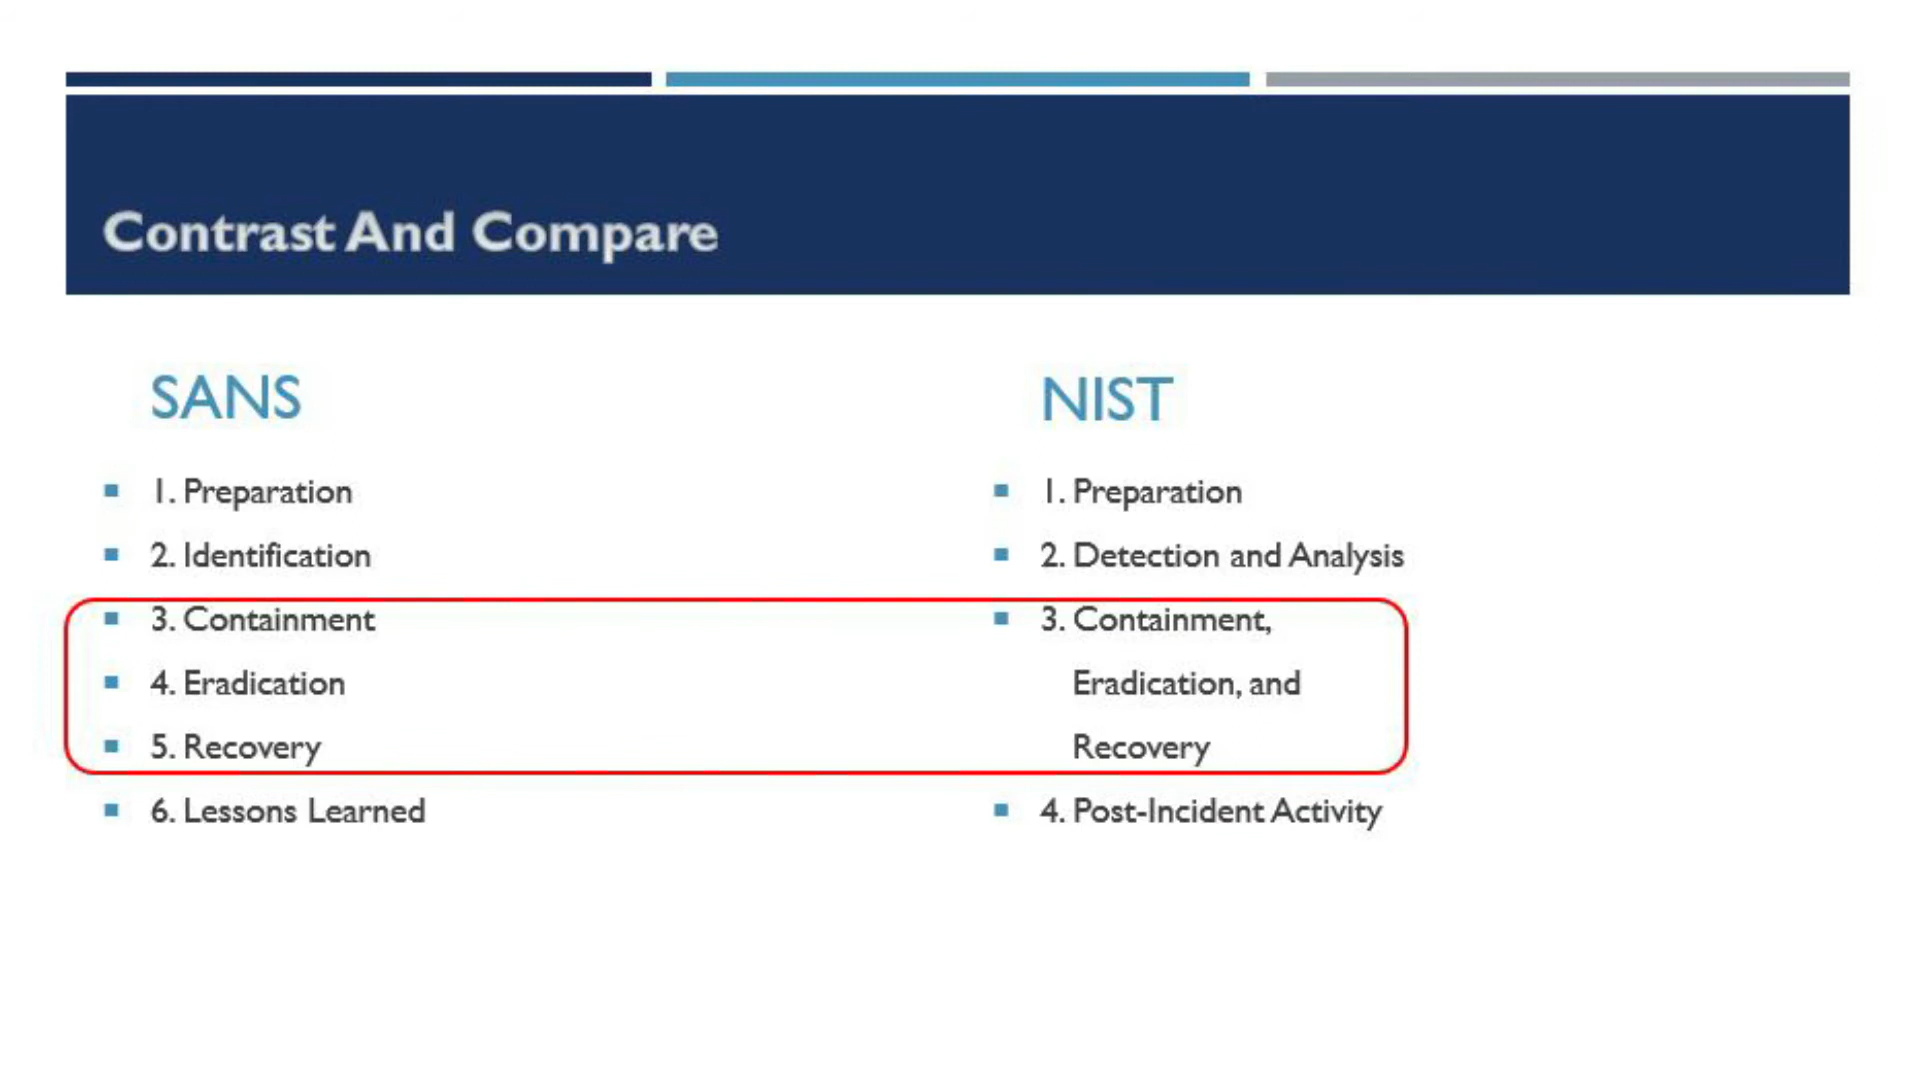 Contrast And Compare
SANS
1. Preparation
2. Identification
3. Containment
4. Eradication
5. Recovery
6. Lessons Learned
NIST
1. Preparation
2. Detection and Analysis
3. Containment,
Eradication, and
Recovery
4. Post-Incident Activity